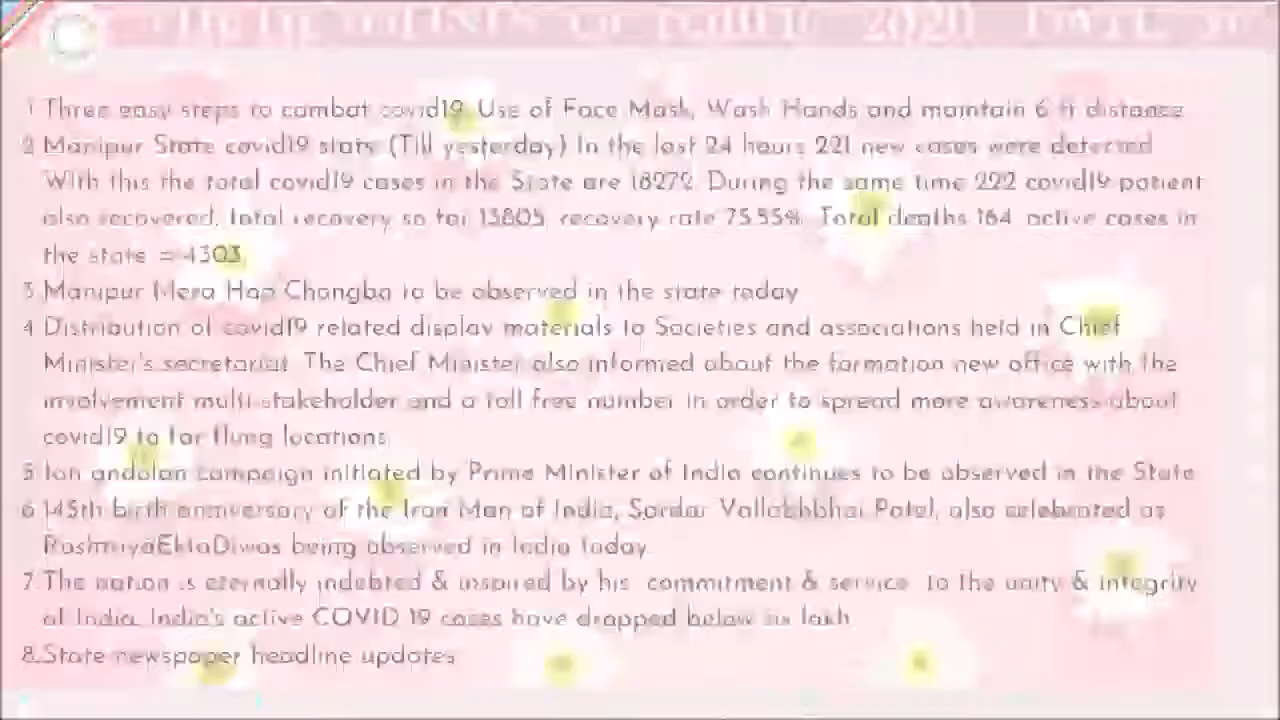 2020
1 Three easy steps to combat covid19. Use of Face Mask, Wash Hands and maintain 6 ft distance
2 Manipur State covid19 stats (Till yesterday) In the last 24 hours 221 new cases were detected
With this the total covid19 cases in the State are 18272. During the same time 222 covid19 patient
also recovered, total recovery so far 13805, recovery rate 75.55%. Total deaths 164, active cases in
the state = 4303.
3 Manipur Mera Hao Chongba to be observed in the state today
4 Distribution of covid19 related display materials to Societies and associations held in Chief
Minister's secretariat. The Chief Minister also informed about the formation new office with the
involvement multi-stakeholder and a toll free number in order to spread more awareness about
covid19 to far flung locations
5 Jan andolan campaign initiated by Prime Minister of India continues to be observed in the State
6 145th birth anniversary of the Iron Man of India, Sardar Vallabhbhai Patel, also celebrated as
RashtriyaEktaDiwas being observed in India today.
7 The nation is eternally indebted & inspired by his commitment & service to the unity & integrity
of India. India's active COVID 19 cases have dropped below six lakh
8.State newspaper headline updates